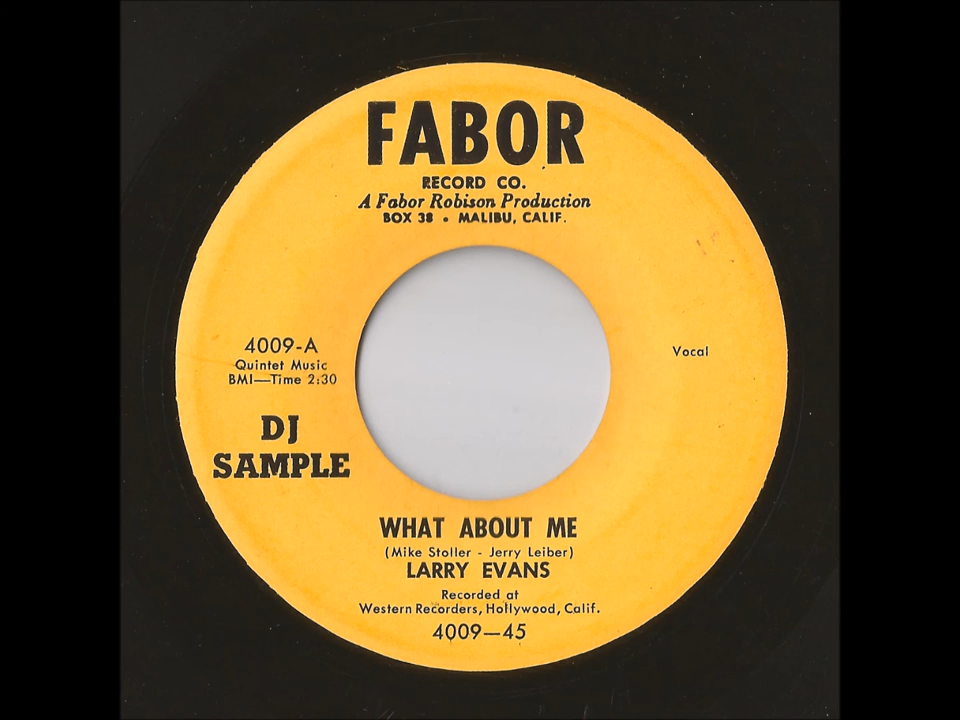 FABOR
RECORD CO.
A Fabor Robison Production
BOX 38 • MALIBU, CALIF.
4009-A
Quintet Music
BMI—Time 2:30
Vocal
DJ
SAMPLE
WHAT ABOUT ME
(Mike Stoller - Jerry Leiber)
LARRY EVANS
Recorded at
Western Recorders, Hollywood, Calif.
4009—45